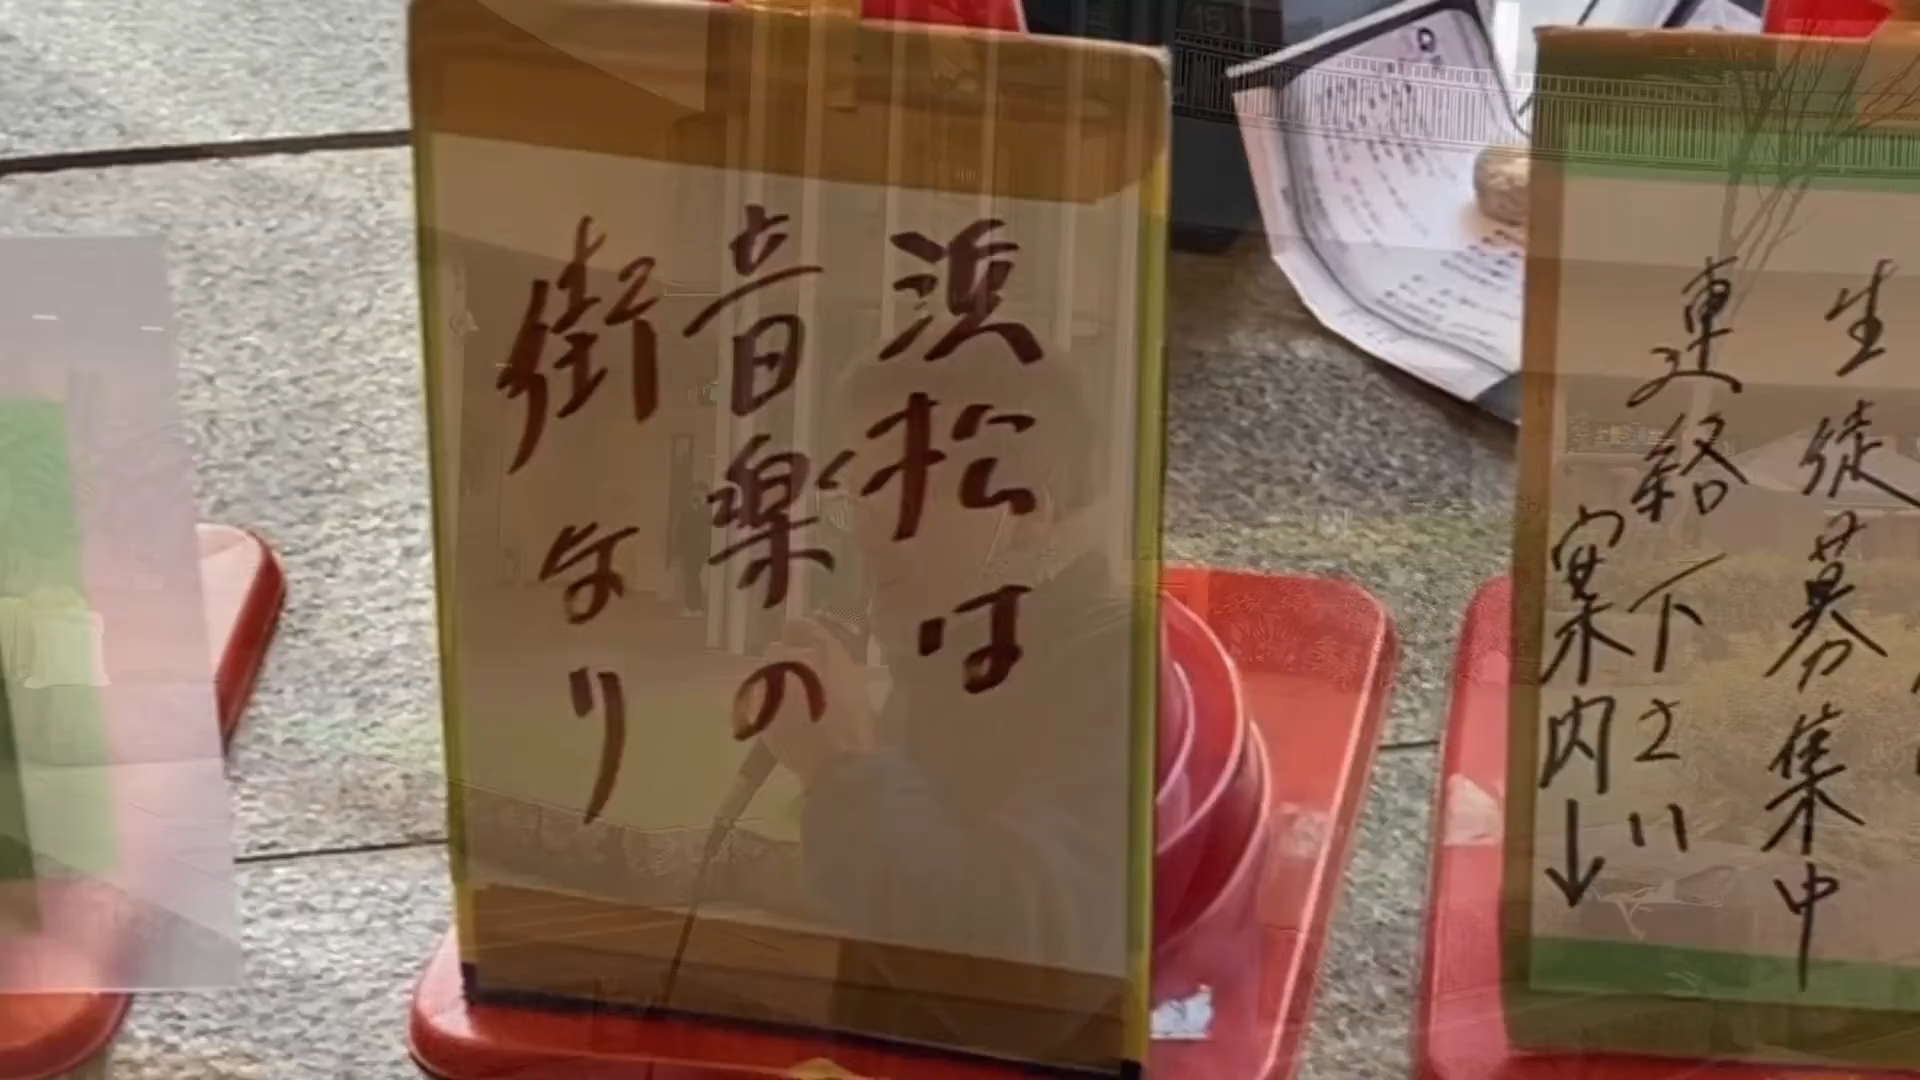 浜松は
音楽の
街なり
生徒募集中
連絡下さい
案内↓